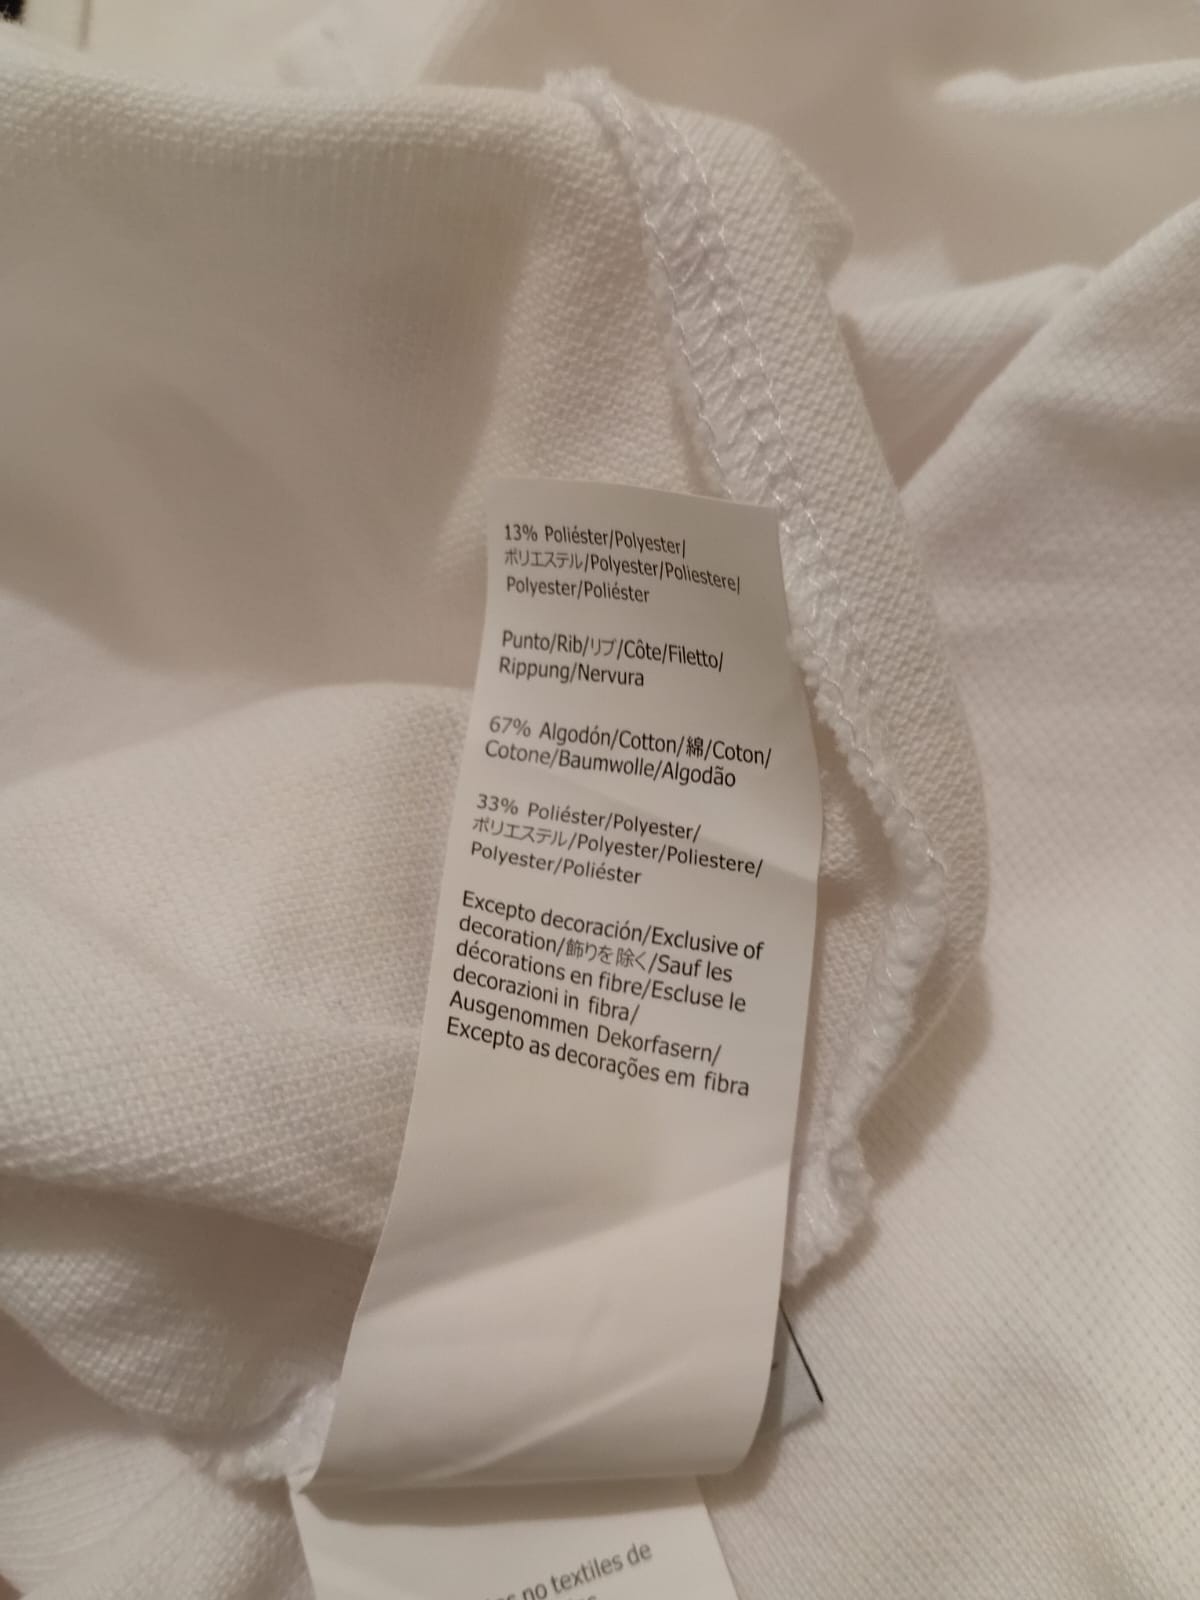 13% Poliéster/Polyester/
ポリエステル/Polyester/Poliestere/
Polyester/Poliéster
Punto/Rib/リブ/Côte/Filetto/
Rippung/Nervura
67% Algodón/Cotton/綿/Coton/
Cotone/Baumwolle/Algodão
33% Poliéster/Polyester/
ポリエステル/Polyester/Poliestere/
Polyester/Poliéster
Excepto decoración/Exclusive of
decoration/飾りを除く/Sauf les
décorations en fibre/Escluse le
decorazioni in fibra/
Ausgenommen Dekorfasern/
Excepto as decorações em fibra
no textiles de